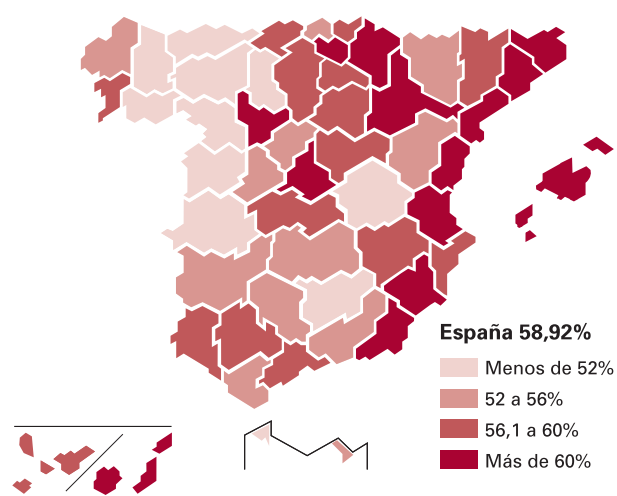 España 58,92%
Menos de 52%
52 a 56%
56,1 a 60%
Más de 60%